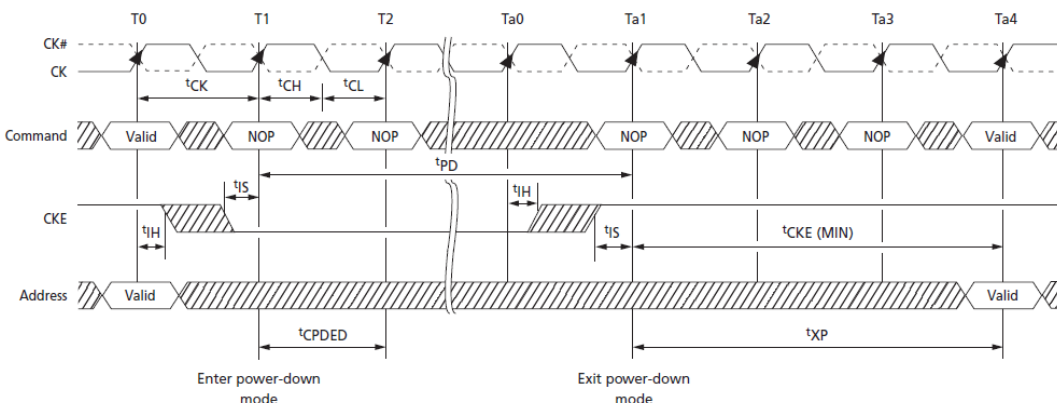 T0 T1 T2 Ta0 Ta1 Ta2 Ta3 Ta4
CK#
CK
tCK tCH tCL
Command Valid NOP NOP NOP NOP NOP Valid
tPD
tIS tIH
CKE
tIH tIS tCKE (MIN)
Address Valid Valid
tCPDED tXP
Enter power-down Exit power-down
mode mode